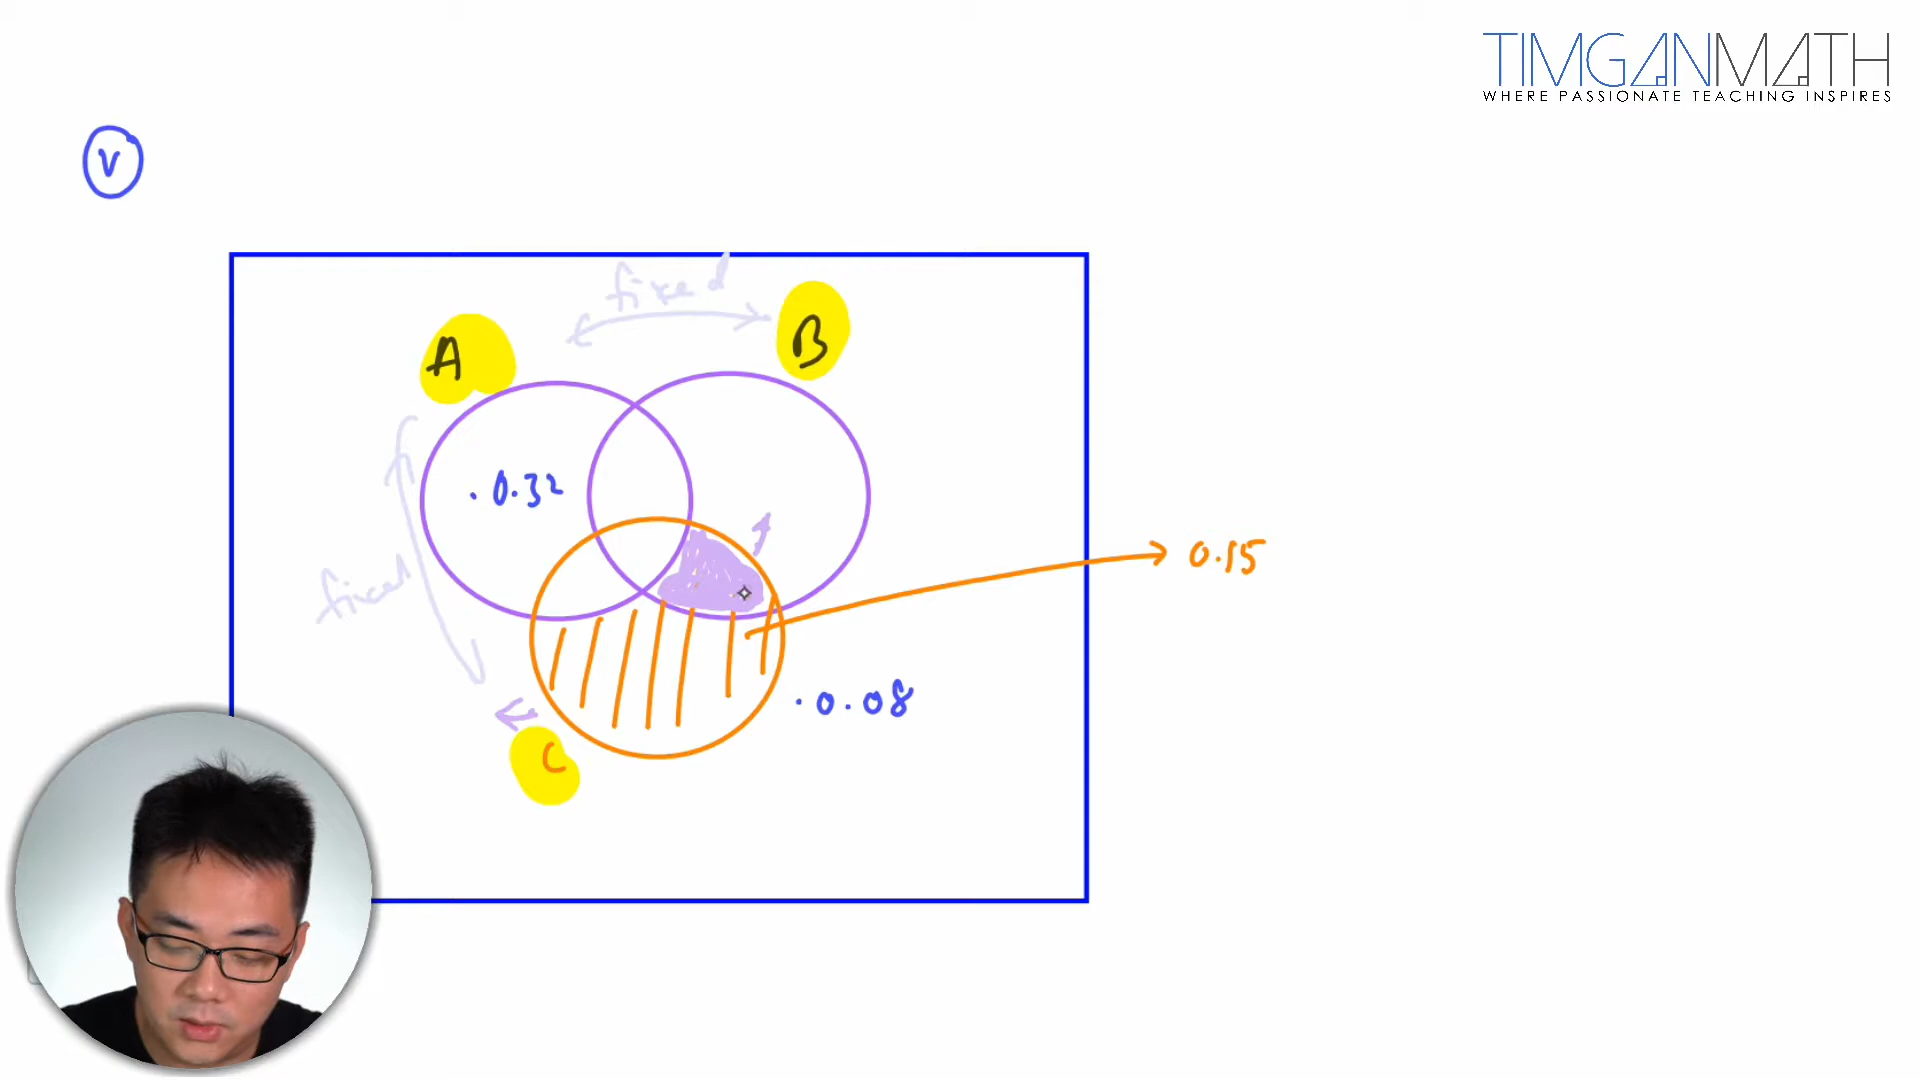 TIMGANMATH
WHERE PASSIONATE TEACHING INSPIRES
V
fixed
A
B
.0.32
fixed
0.15
.0.08
C